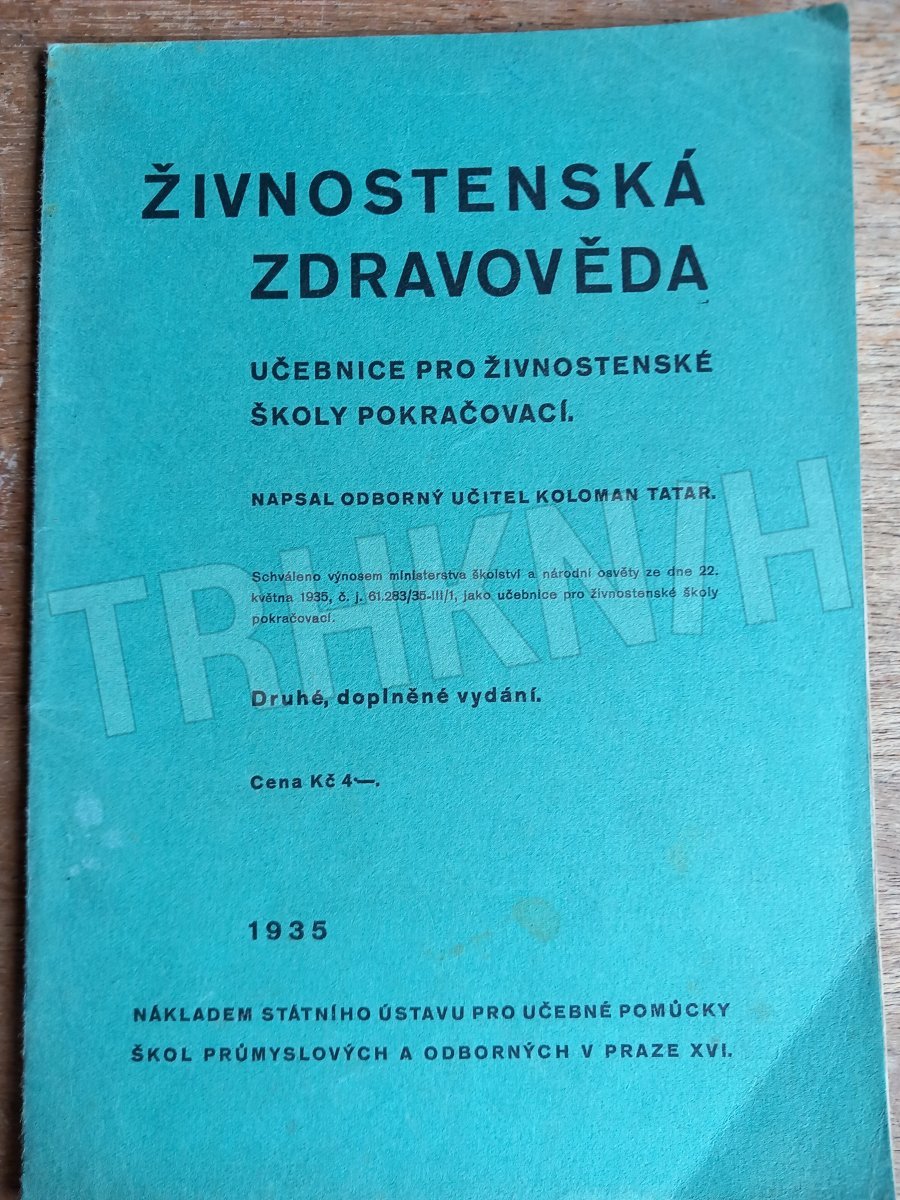 ŽIVNOSTENSKÁ
ZDRAVOVĚDA
UČEBNICE PRO ŽIVNOSTENSKÉ
ŠKOLY POKRAČOVACÍ.
NAPSAL ODBORNÝ UČITEL KOLOMAN TATAR.
Schváleno výnosem ministerstva školství a národní osvěty ze dne 22.
května 1935, č. j. 61.283/35-III/1, jako učebnice pro živnostenské školy
pokračovací.
TRHKNIH
Druhé, doplněné vydání.
Cena Kč 4·—.
1935
NÁKLADEM STÁTNÍHO ÚSTAVU PRO UČEBNÉ POMŮCKY
ŠKOL PRŮMYSLOVÝCH A ODBORNÝCH V PRAZE XVI.